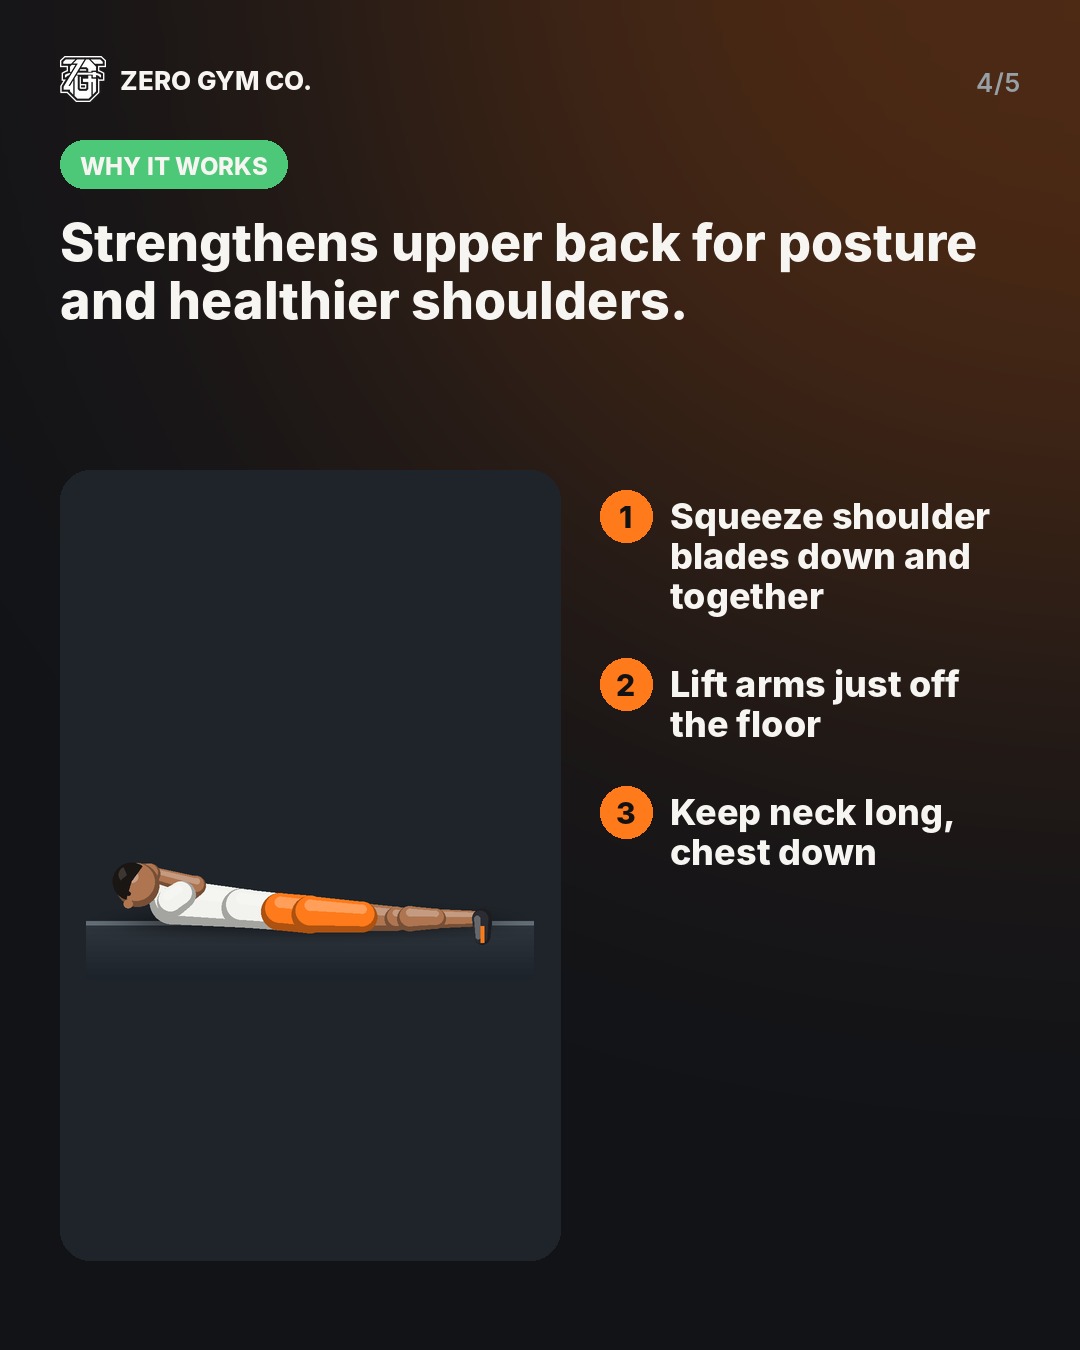 ZERO GYM CO.
4/5
WHY IT WORKS
Strengthens upper back for posture
and healthier shoulders.
1 Squeeze shoulder
blades down and
together
2 Lift arms just off
the floor
3 Keep neck long,
chest down